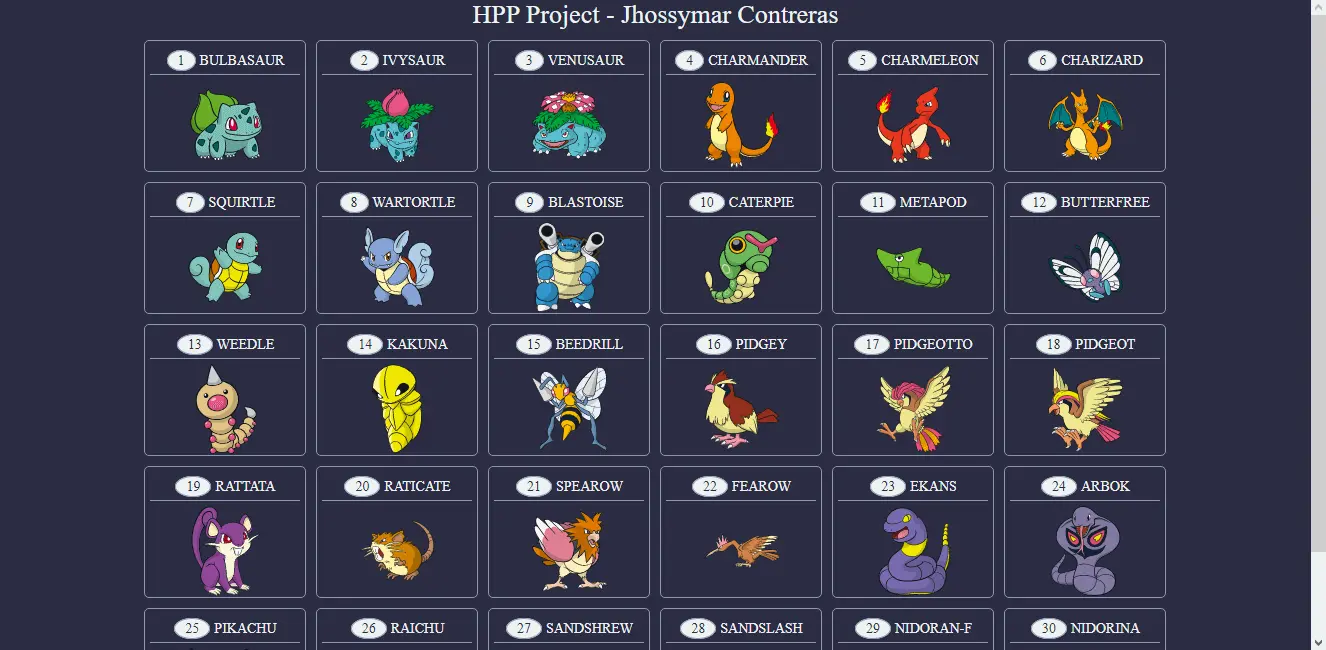 HPP Project - Jhossymar Contreras
1 BULBASAUR 2 IVYSAUR 3 VENUSAUR 4 CHARMANDER 5 CHARMELEON 6 CHARIZARD
7 SQUIRTLE 8 WARTORTLE 9 BLASTOISE 10 CATERPIE 11 METAPOD 12 BUTTERFREE
13 WEEDLE 14 KAKUNA 15 BEEDRILL 16 PIDGEY 17 PIDGEOTTO 18 PIDGEOT
19 RATTATA 20 RATICATE 21 SPEAROW 22 FEAROW 23 EKANS 24 ARBOK
25 PIKACHU 26 RAICHU 27 SANDSHREW 28 SANDSLASH 29 NIDORAN-F 30 NIDORINA